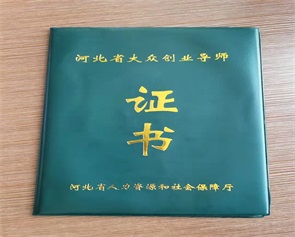 河北省大众创业导师
证
书
河北省人力资源和社会保障厅